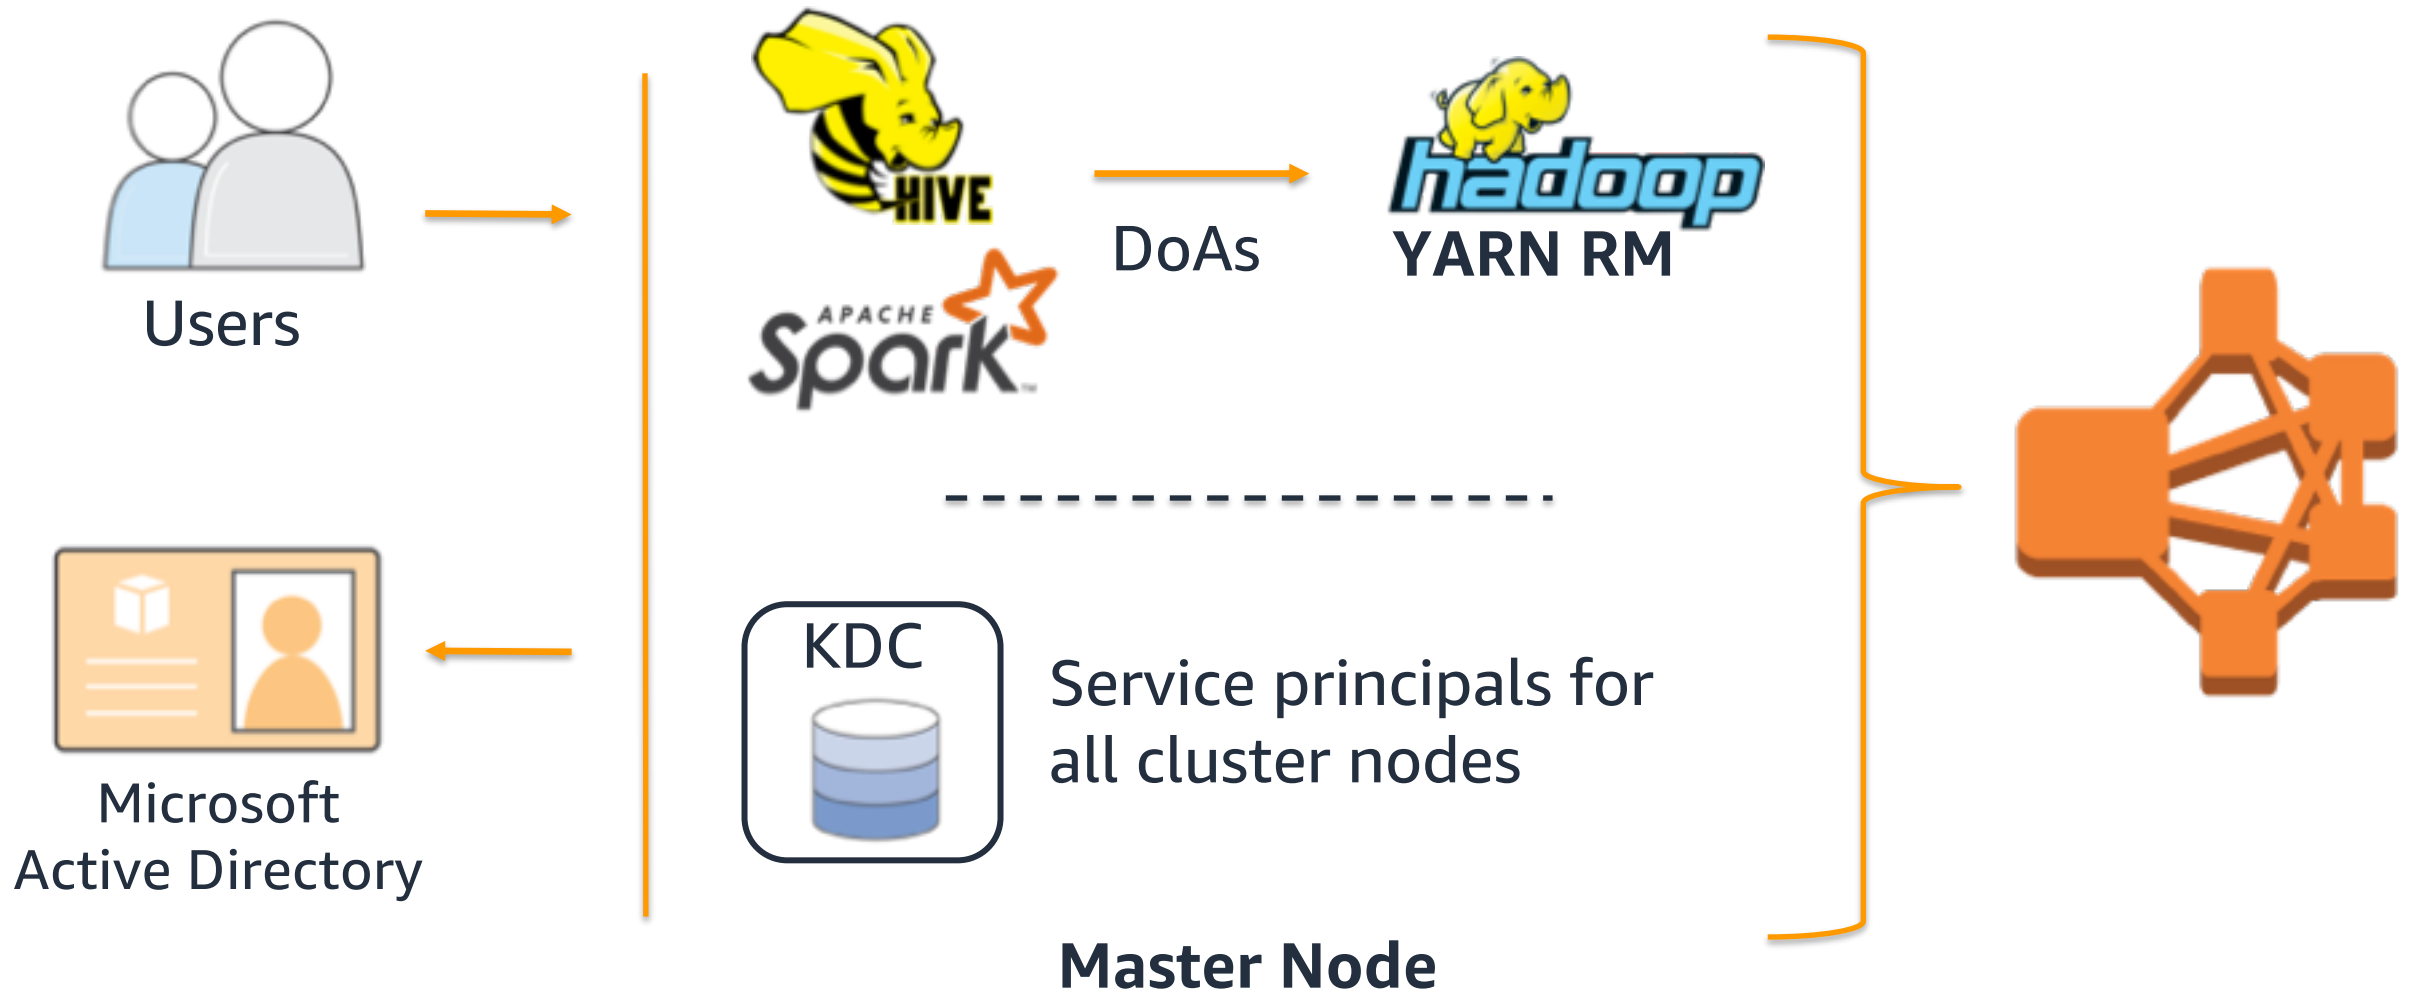 Users
HIVE
APACHE
Spark
TM
DoAs
hadoop
YARN RM
Microsoft
Active Directory
KDC
Service principals for
all cluster nodes
Master Node